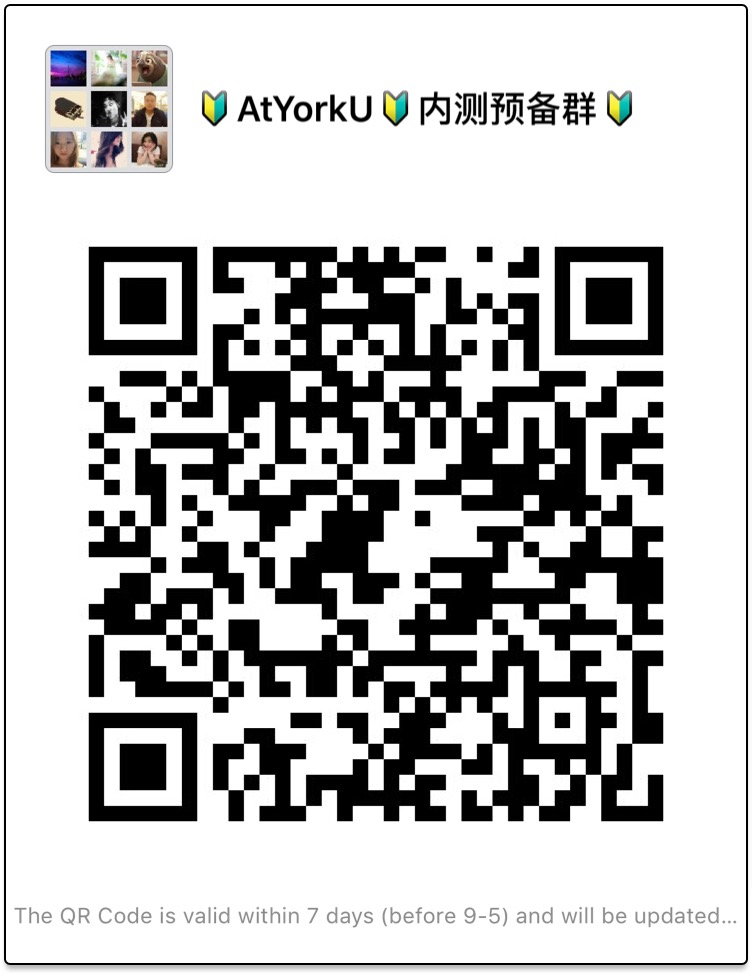 🔰AtYorkU🔰内测预备群🔰
The QR Code is valid within 7 days (before 9-5) and will be updated...